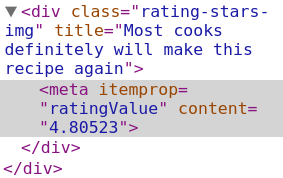 ▼<div class="rating-stars-
img" title="Most cooks
definitely will make this
recipe again">
<meta itemprop=
"ratingValue" content=
"4.80523">
</div>
</div>